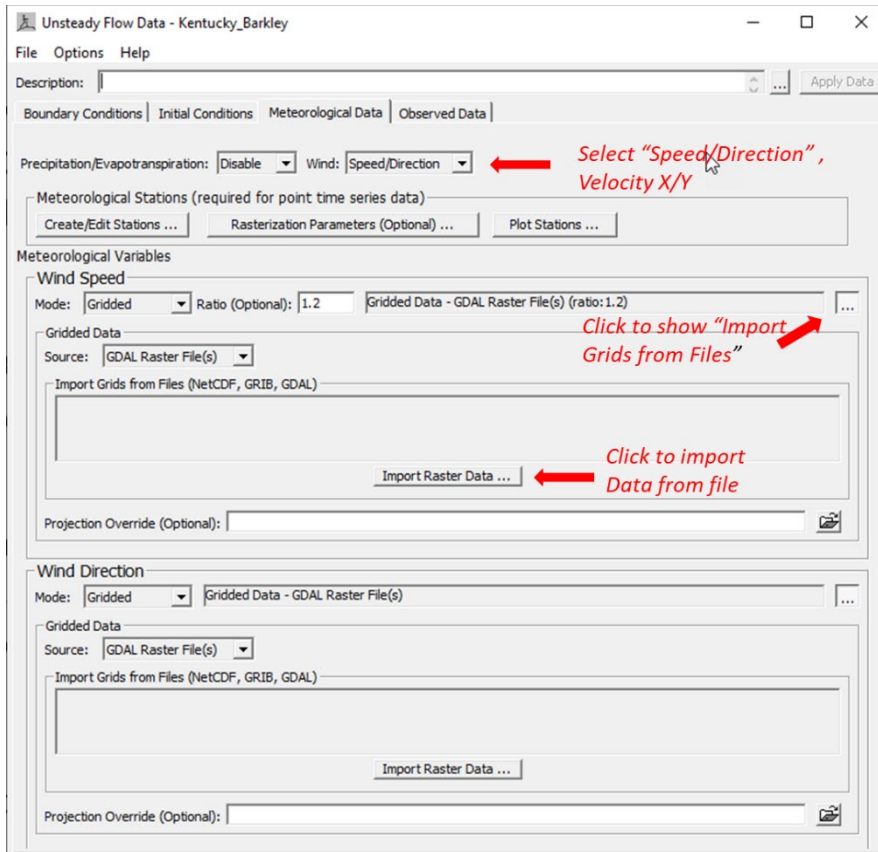 Unsteady Flow Data - Kentucky_Barkley
File Options Help
Description: ... Apply Data
Boundary Conditions Initial Conditions Meteorological Data Observed Data
Precipitation/Evapotranspiration: Disable Wind: Speed/Direction
Select “Speed/Direction” ,
Velocity X/Y
Meteorological Stations (required for point time series data)
Create/Edit Stations ... Rasterization Parameters (Optional) ... Plot Stations ...
Meteorological Variables
Wind Speed
Mode: Gridded Ratio (Optional): 1.2 Gridded Data - GDAL Raster File(s) (ratio:1.2) ...
Click to show “Import
Grids from Files”
Gridded Data
Source: GDAL Raster File(s)
Import Grids from Files (NetCDF, GRIB, GDAL)
Import Raster Data ...
Click to import
Data from file
Projection Override (Optional):
Wind Direction
Mode: Gridded Gridded Data - GDAL Raster File(s) ...
Gridded Data
Source: GDAL Raster File(s)
Import Grids from Files (NetCDF, GRIB, GDAL)
Import Raster Data ...
Projection Override (Optional):